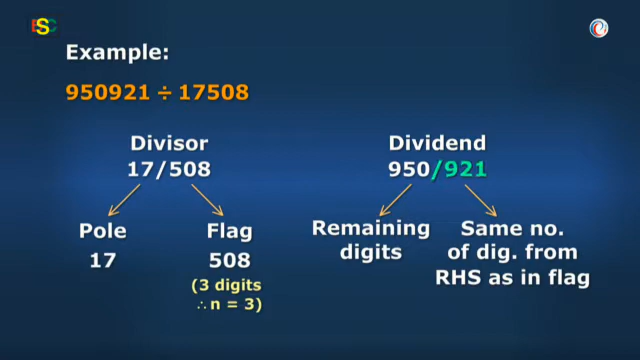 ESC
Example:
950921 ÷ 17508
Divisor
17/508
Dividend
950/921
Pole
17
Flag
508
(3 digits
∴ n = 3)
Remaining
digits
Same no.
of dig. from
RHS as in flag